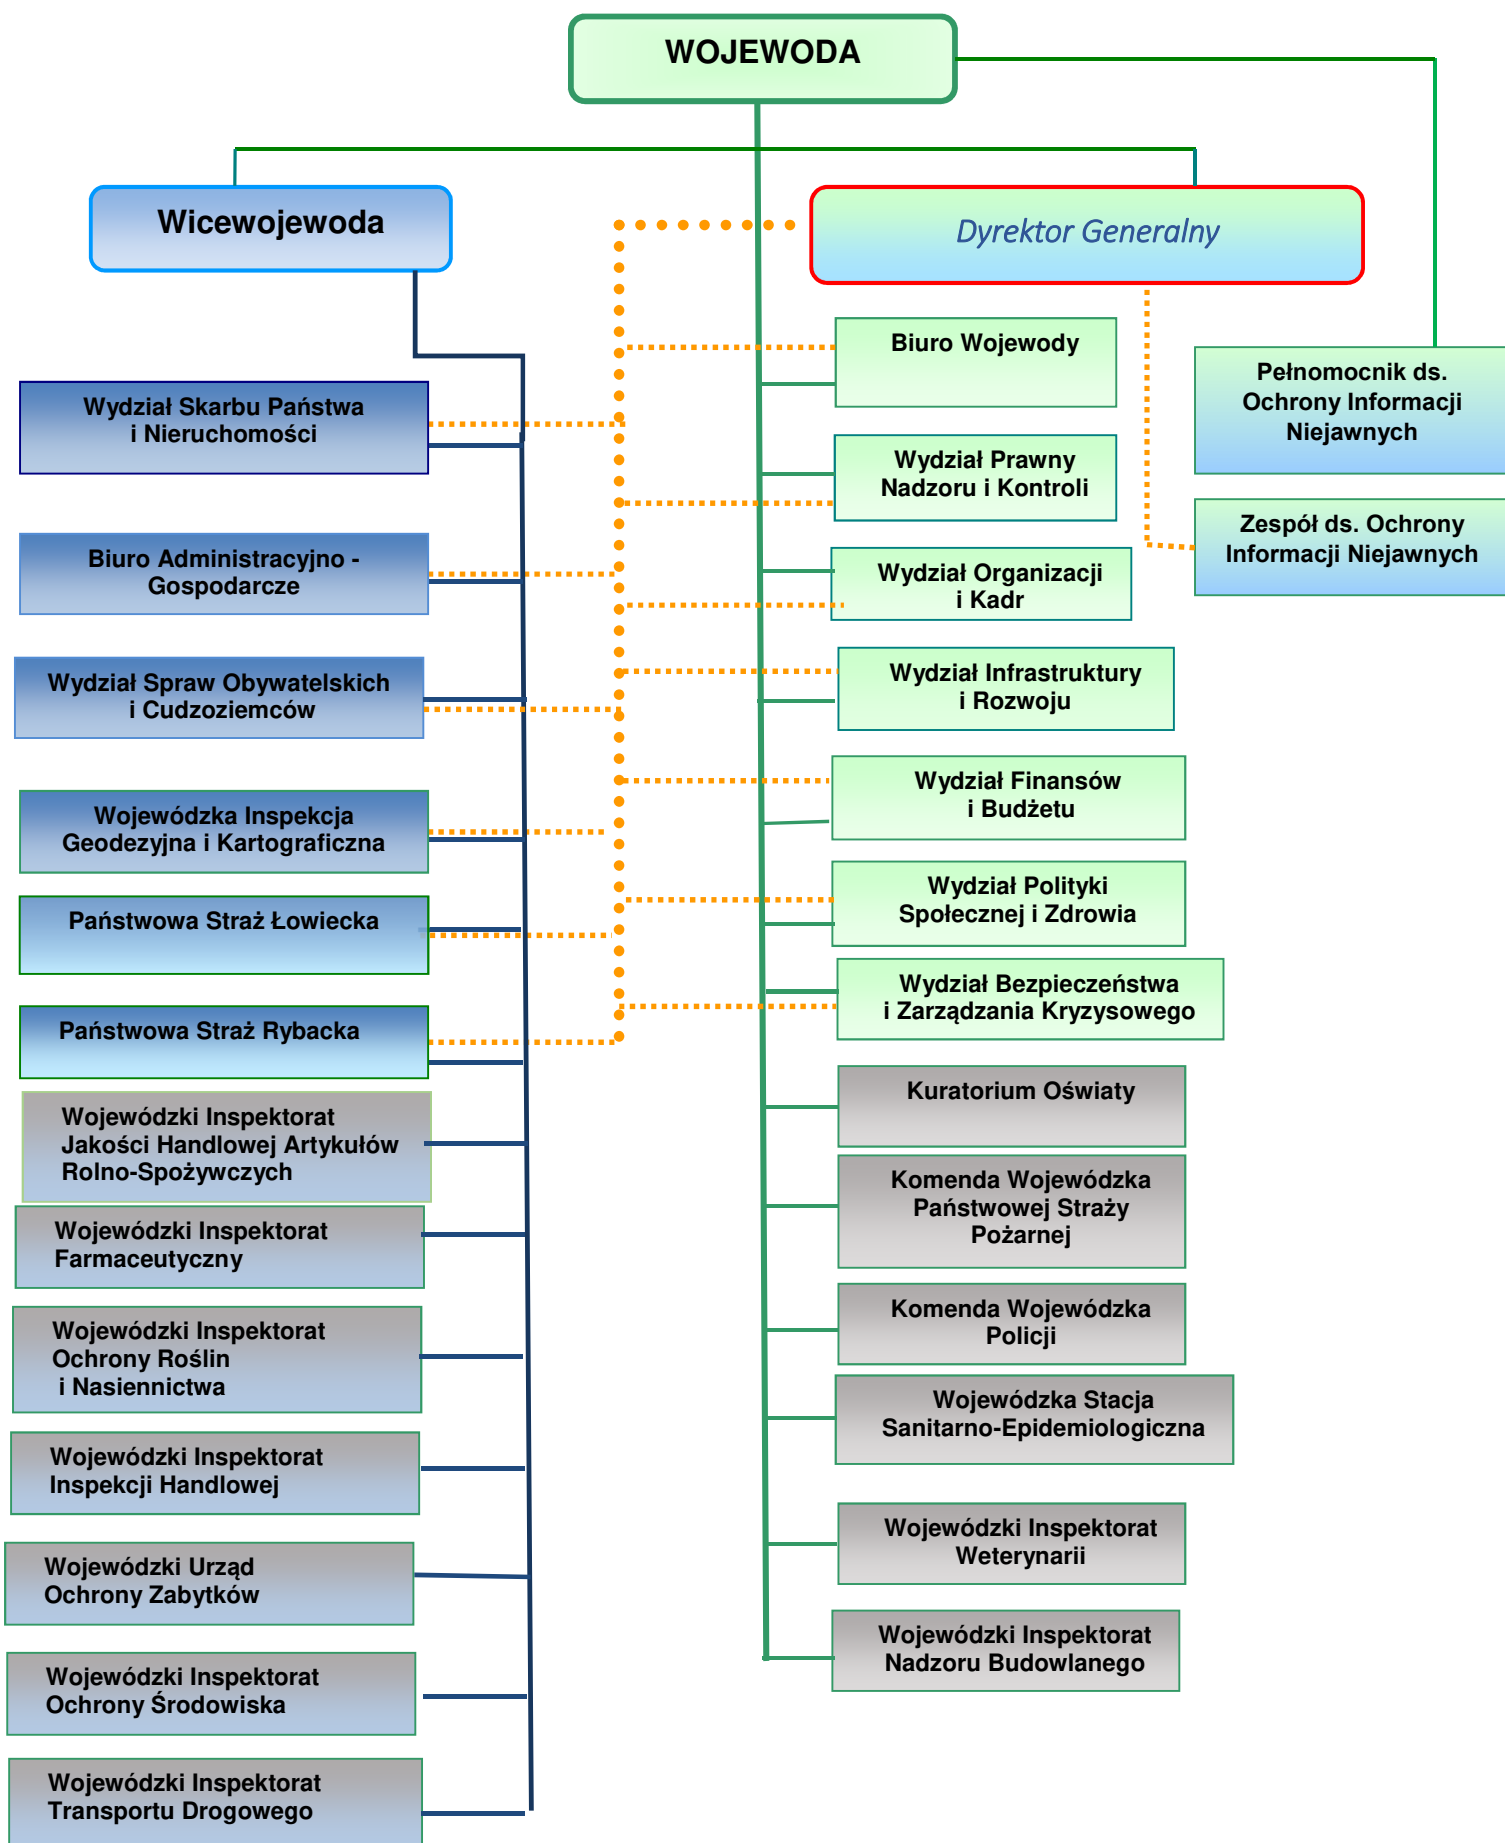 WOJEWODA
Wicewojewoda
Dyrektor Generalny
Wydział Skarbu Państwa
i Nieruchomości
Biuro Administracyjno -
Gospodarcze
Wydział Spraw Obywatelskich
i Cudzoziemców
Wojewódzka Inspekcja
Geodezyjna i Kartograficzna
Państwowa Straż Łowiecka
Państwowa Straż Rybacka
Wojewódzki Inspektorat
Jakości Handlowej Artykułów
Rolno-Spożywczych
Wojewódzki Inspektorat
Farmaceutyczny
Wojewódzki Inspektorat
Ochrony Roślin
i Nasiennictwa
Wojewódzki Inspektorat
Inspekcji Handlowej
Wojewódzki Urząd
Ochrony Zabytków
Wojewódzki Inspektorat
Ochrony Środowiska
Wojewódzki Inspektorat
Transportu Drogowego
Biuro Wojewody
Wydział Prawny
Nadzoru i Kontroli
Wydział Organizacji
i Kadr
Wydział Infrastruktury
i Rozwoju
Wydział Finansów
i Budżetu
Wydział Polityki
Społecznej i Zdrowia
Wydział Bezpieczeństwa
i Zarządzania Kryzysowego
Kuratorium Oświaty
Komenda Wojewódzka
Państwowej Straży
Pożarnej
Komenda Wojewódzka
Policji
Wojewódzka Stacja
Sanitarno-Epidemiologiczna
Wojewódzki Inspektorat
Weterynarii
Wojewódzki Inspektorat
Nadzoru Budowlanego
Pełnomocnik ds.
Ochrony Informacji
Niejawnych
Zespół ds. Ochrony
Informacji Niejawnych